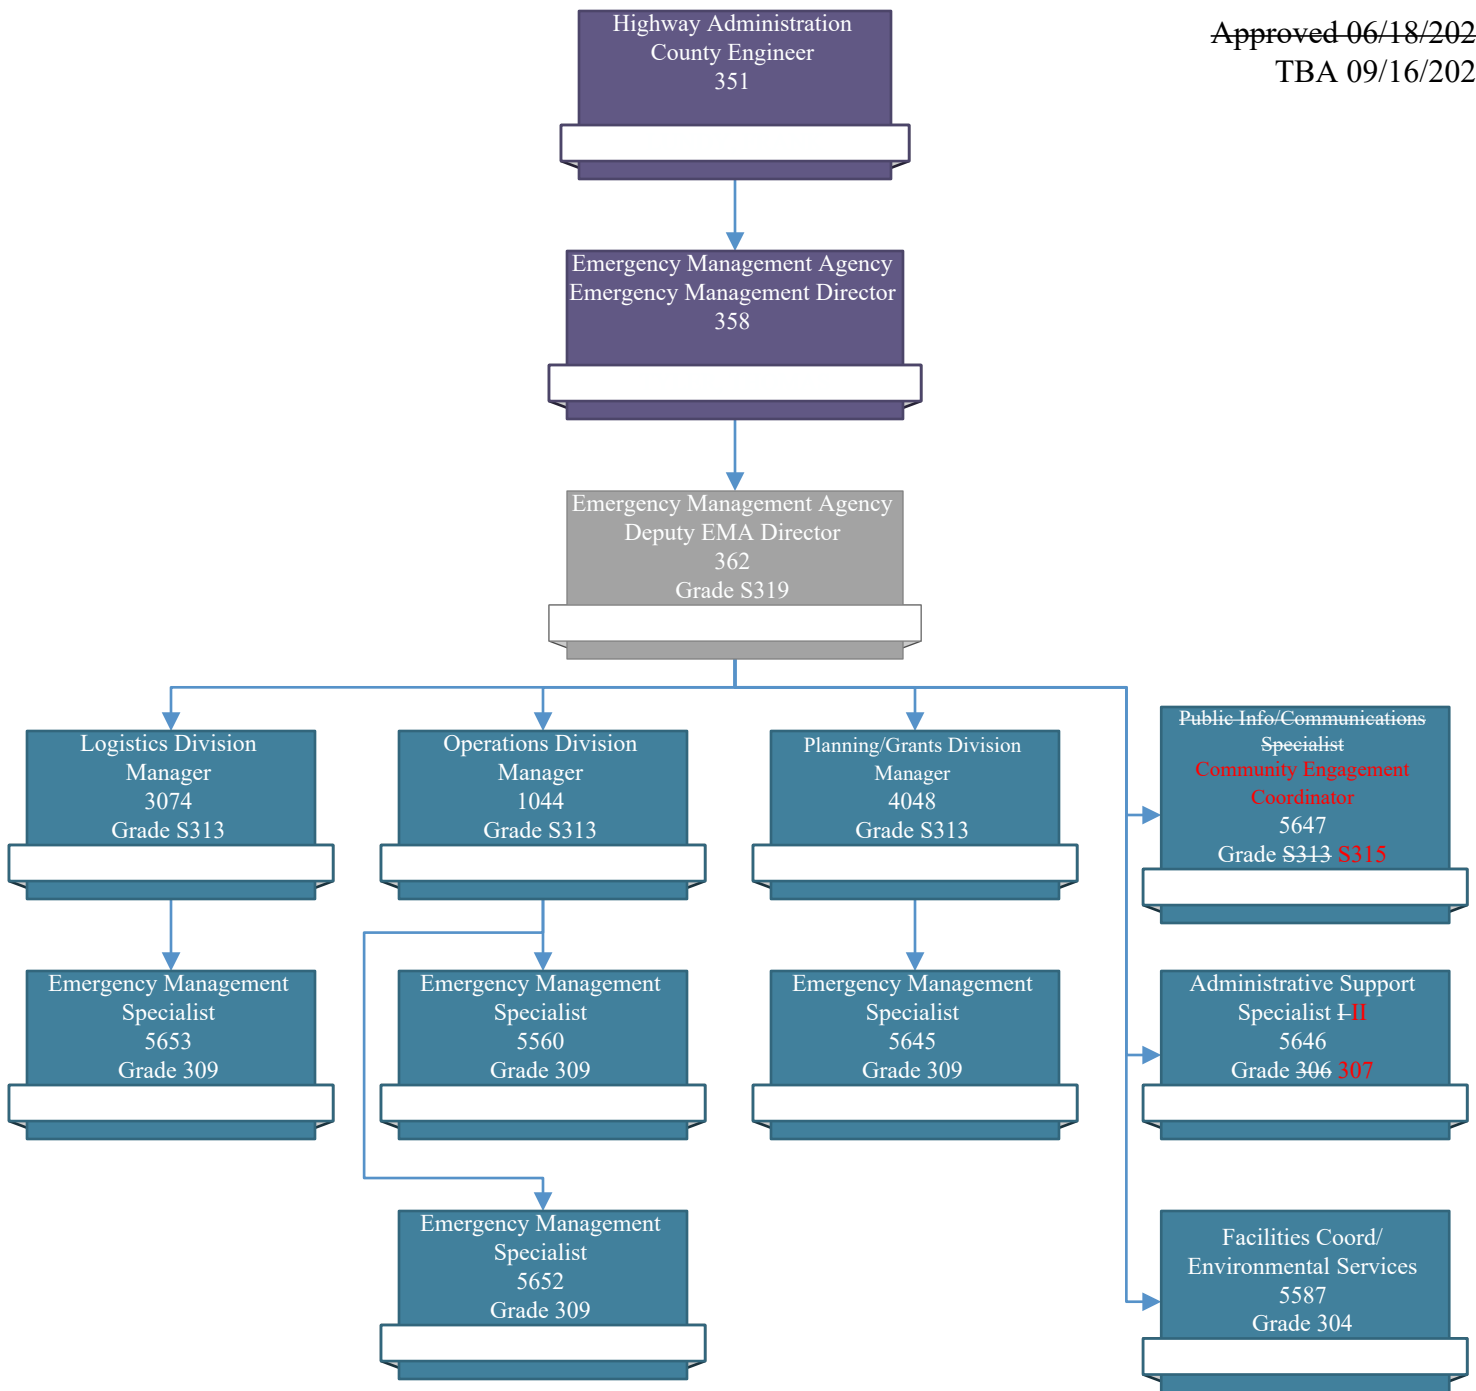 Highway Administration
County Engineer
351
Approved 06/18/202
TBA 09/16/202
Emergency Management Agency
Emergency Management Director
358
Emergency Management Agency
Deputy EMA Director
362
Grade S319
Logistics Division
Manager
3074
Grade S313
Operations Division
Manager
1044
Grade S313
Planning/Grants Division
Manager
4048
Grade S313
Public Info/Communications
Specialist
Community Engagement
Coordinator
5647
Grade S313 S315
Emergency Management
Specialist
5653
Grade 309
Emergency Management
Specialist
5560
Grade 309
Emergency Management
Specialist
5645
Grade 309
Administrative Support
Specialist I II
5646
Grade 306 307
Emergency Management
Specialist
5652
Grade 309
Facilities Coord/
Environmental Services
5587
Grade 304